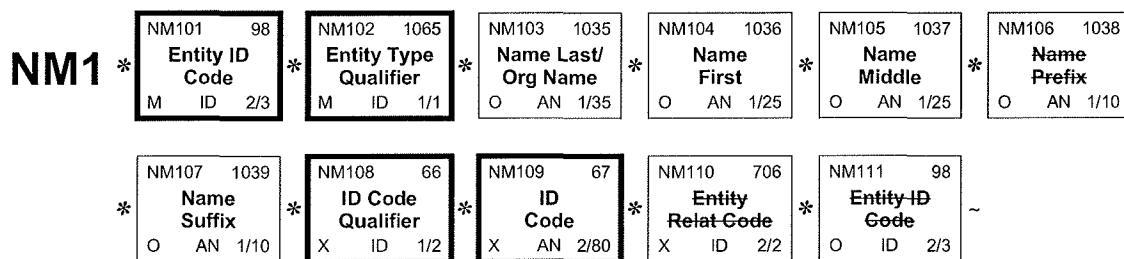 NM101 98 NM102 1065 NM103 1035 NM104 1036 NM105 1037 NM106 1038
NM1 * Entity ID * Entity Type * Name Last/ * Name * Name * Name
Code Qualifier Org Name First Middle Prefix
M ID 2/3 M ID 1/1 O AN 1/35 O AN 1/25 O AN 1/25 O AN 1/10
NM107 1039 NM108 66 NM109 67 NM110 706 NM111 98
* Name * ID Code * ID * Entity * Entity ID ~
Suffix Qualifier Code Relat Code Code
O AN 1/10 X ID 1/2 X AN 2/80 X ID 2/2 O ID 2/3